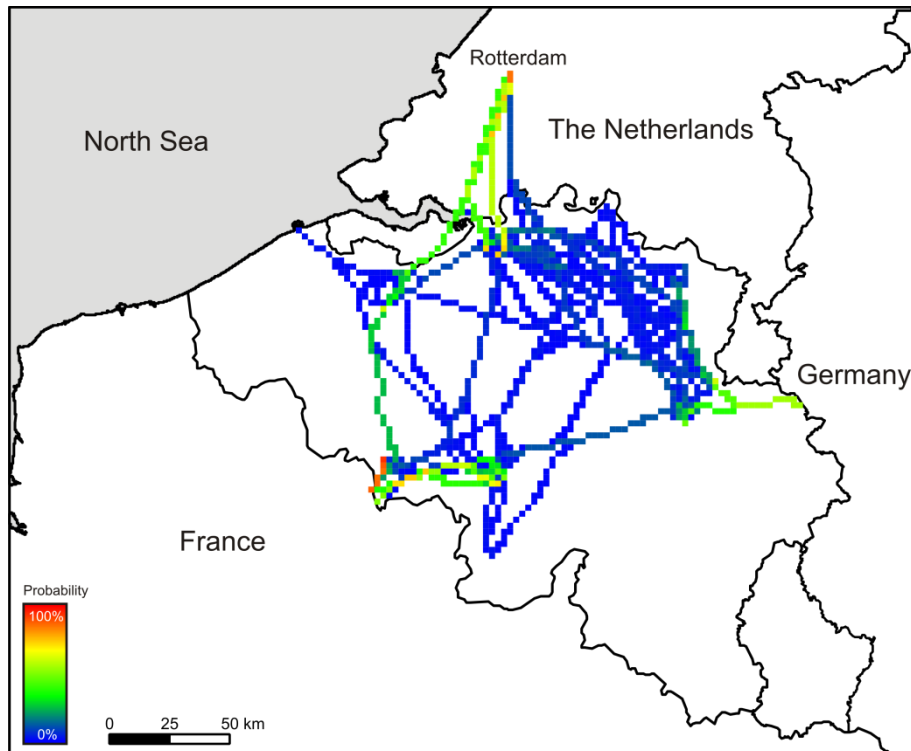 Rotterdam
North Sea
The Netherlands
Germany
France
Probability
100%
0%
0 25 50 km